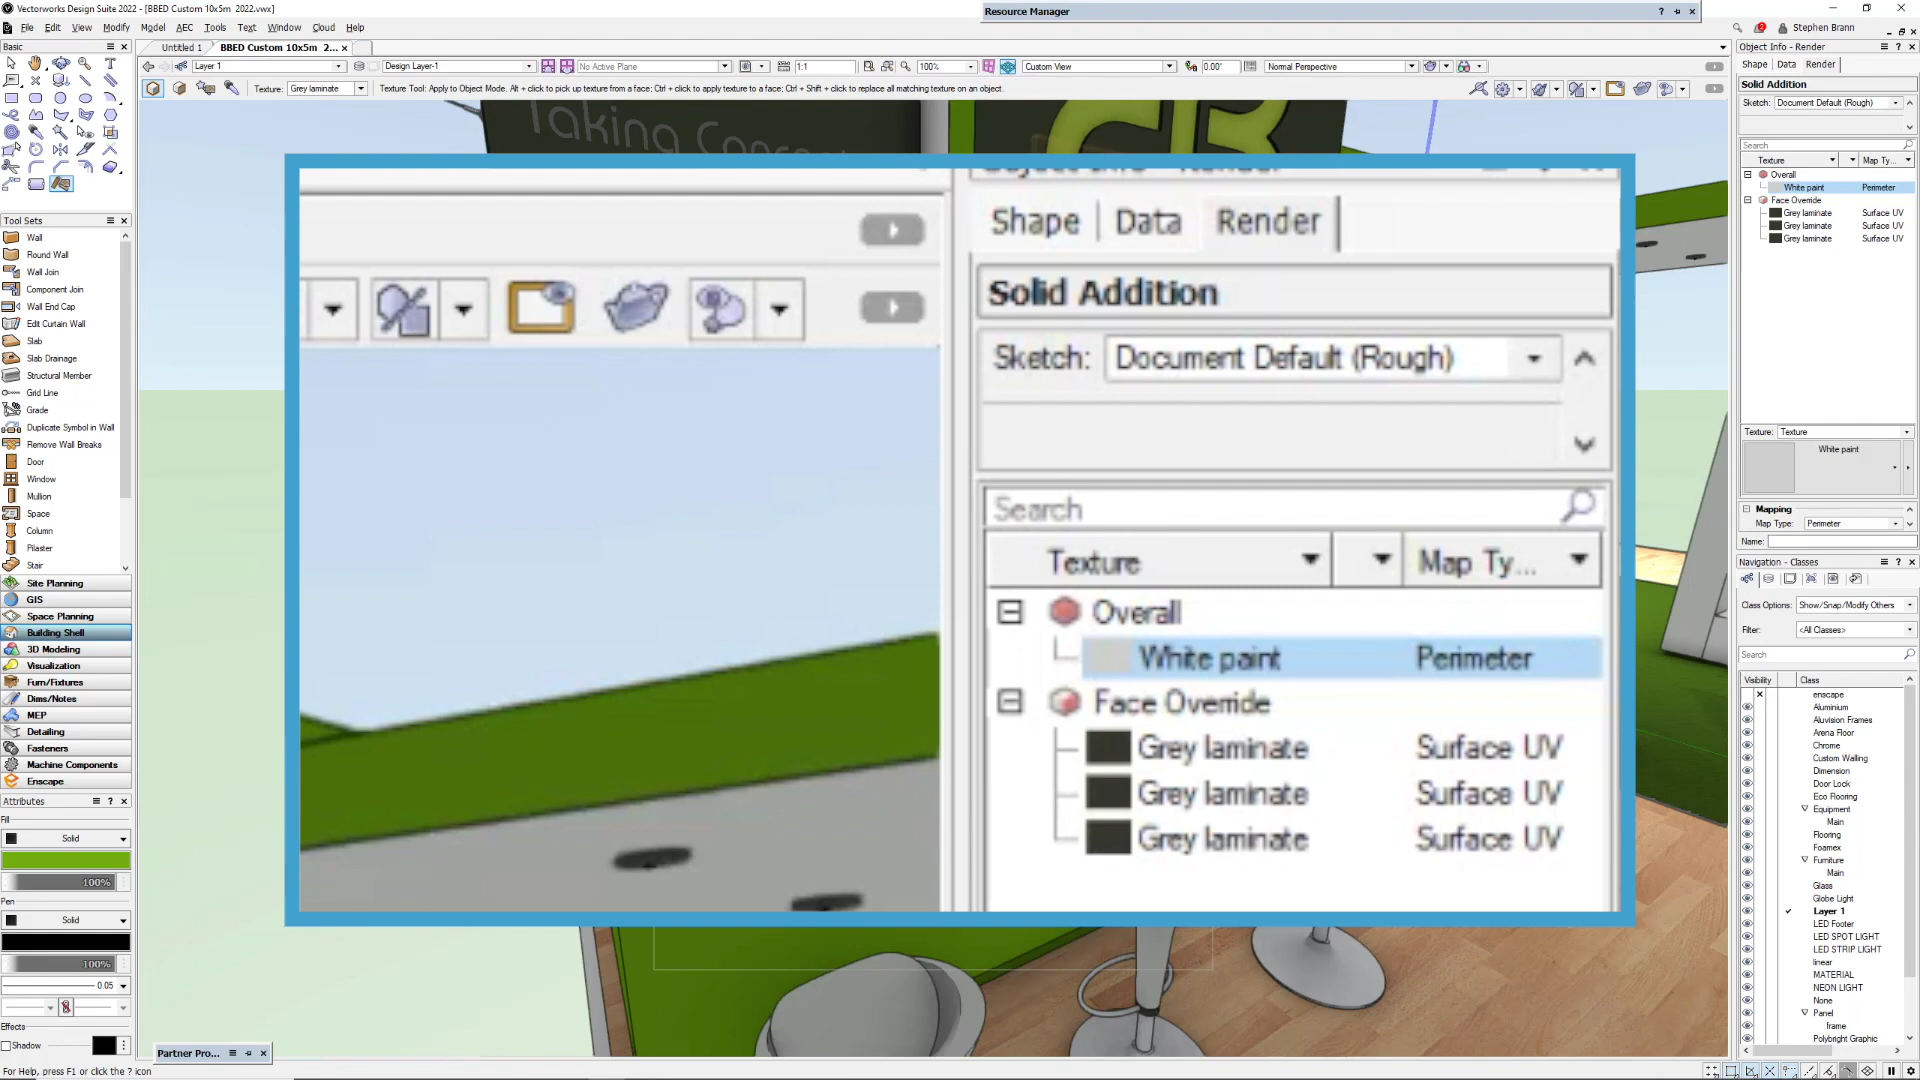 Vectorworks Design Suite 2022 - [BBED Custom 10x5m 2022.vwx]
Resource Manager
File Edit View Modify Model AEC Tools Text Window Cloud Help
Stephen Brann
Basic
Untitled 1
BBED Custom 10x5m 2...
Object Info - Render
Layer 1
Design Layer-1
No Active Plane
1:1
100%
Custom View
0.00°
Normal Perspective
Shape Data Render
Texture: Grey laminate
Texture Tool: Apply to Object Mode. Alt + click to pick up texture from a face; Ctrl + click to apply texture to a face; Ctrl + Shift + click to replace all matching texture on an object.
Solid Addition
Sketch: Document Default (Rough)
Search
Texture Map Ty...
Overall
White paint Perimeter
Face Override
Grey laminate Surface UV
Grey laminate Surface UV
Grey laminate Surface UV
Texture: Texture
White paint
Mapping
Map Type: Perimeter
Name:
Navigation - Classes
Class Options: Show/Snap/Modify Others
Filter: <All Classes>
Search
Visibility Class
enscape
Aluminium
Aluvision Frames
Arena Floor
Chrome
Custom Walling
Dimension
Door Lock
Eco Flooring
Equipment
Main
Flooring
Foamex
Furniture
Main
Glass
Globe Light
Layer 1
LED Footer
LED SPOT LIGHT
LED STRIP LIGHT
linear
MATERIAL
NEON LIGHT
None
Panel
frame
Polybright Graphic
Tool Sets
Wall
Round Wall
Wall Join
Component Join
Wall End Cap
Edit Curtain Wall
Slab
Slab Drainage
Structural Member
Grid Line
Grade
Duplicate Symbol in Wall
Remove Wall Breaks
Door
Window
Mullion
Space
Column
Pilaster
Stair
Site Planning
GIS
Space Planning
Building Shell
3D Modeling
Visualization
Furn/Fixtures
Dims/Notes
MEP
Detailing
Fasteners
Machine Components
Enscape
Attributes
Fill
Solid
100%
Pen
Solid
100%
0.05
Effects
Shadow
Taking
Shape Data Render
Solid Addition
Sketch: Document Default (Rough)
Search
Texture Map Ty...
Overall
White paint Perimeter
Face Override
Grey laminate Surface UV
Grey laminate Surface UV
Grey laminate Surface UV
Partner Pro...
For Help, press F1 or click the ? icon